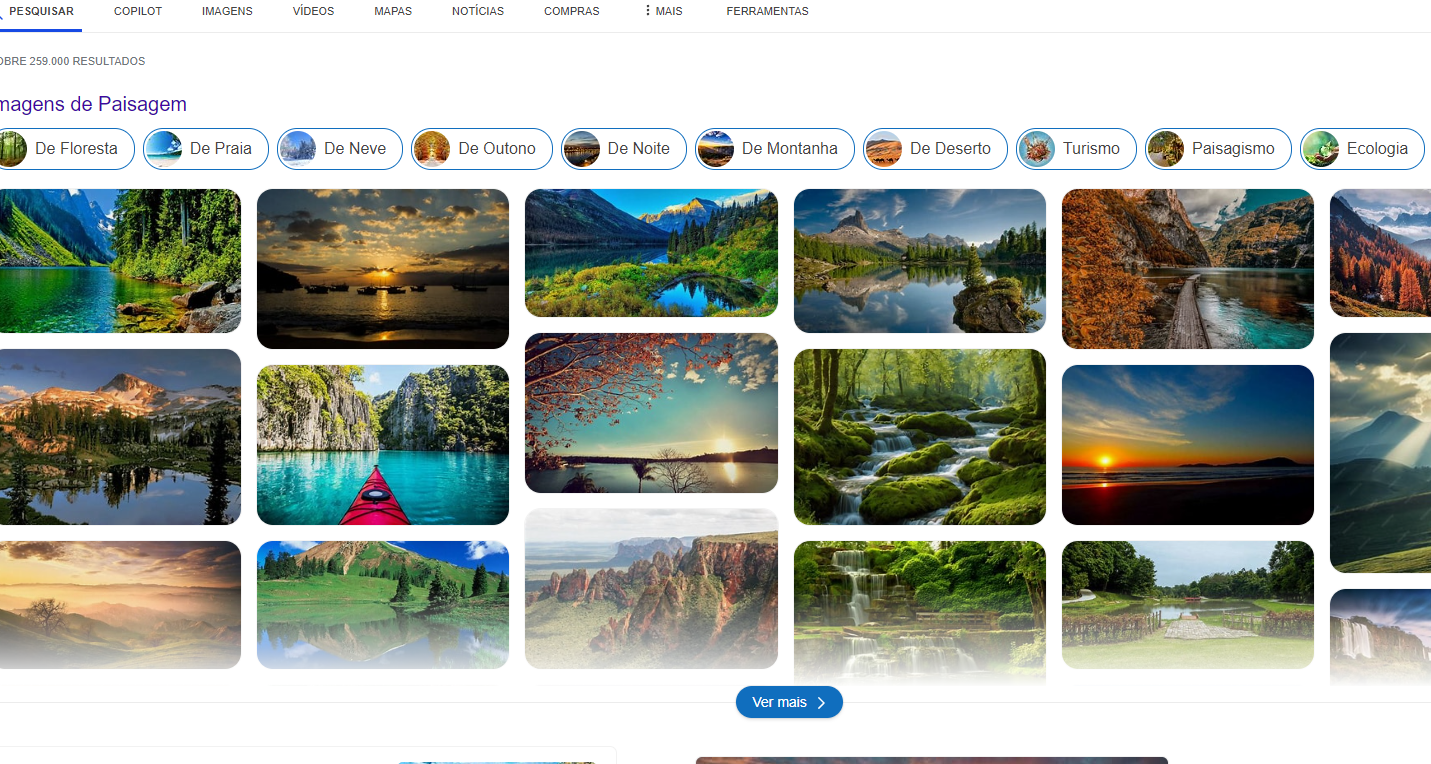 PESQUISAR COPILOT IMAGENS VÍDEOS MAPAS NOTÍCIAS COMPRAS MAIS FERRAMENTAS
OBRE 259.000 RESULTADOS
magens de Paisagem
De Floresta De Praia De Neve De Outono De Noite De Montanha De Deserto Turismo Paisagismo Ecologia
Ver mais